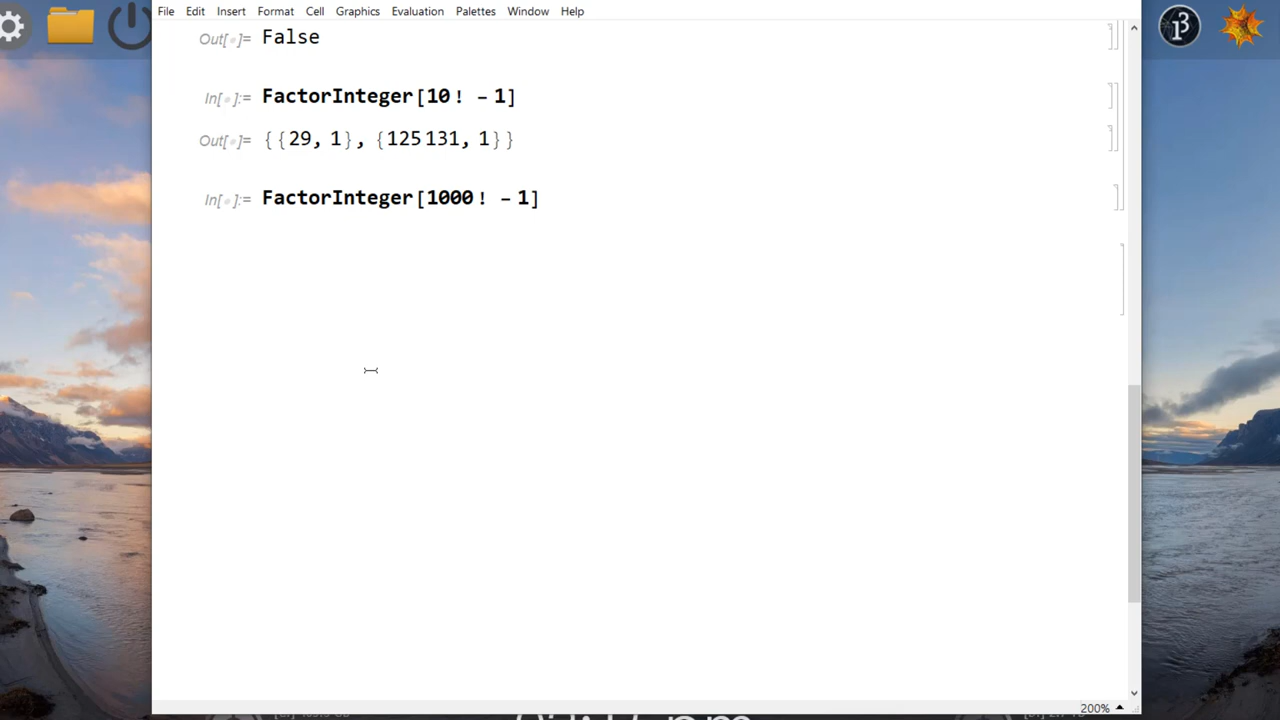 File Edit Insert Format Cell Graphics Evaluation Palettes Window Help
Out[ ]= False
In[ ]:= FactorInteger[10! - 1]
Out[ ]= {{29, 1}, {125131, 1}}
In[ ]:= FactorInteger[1000! - 1]
200%